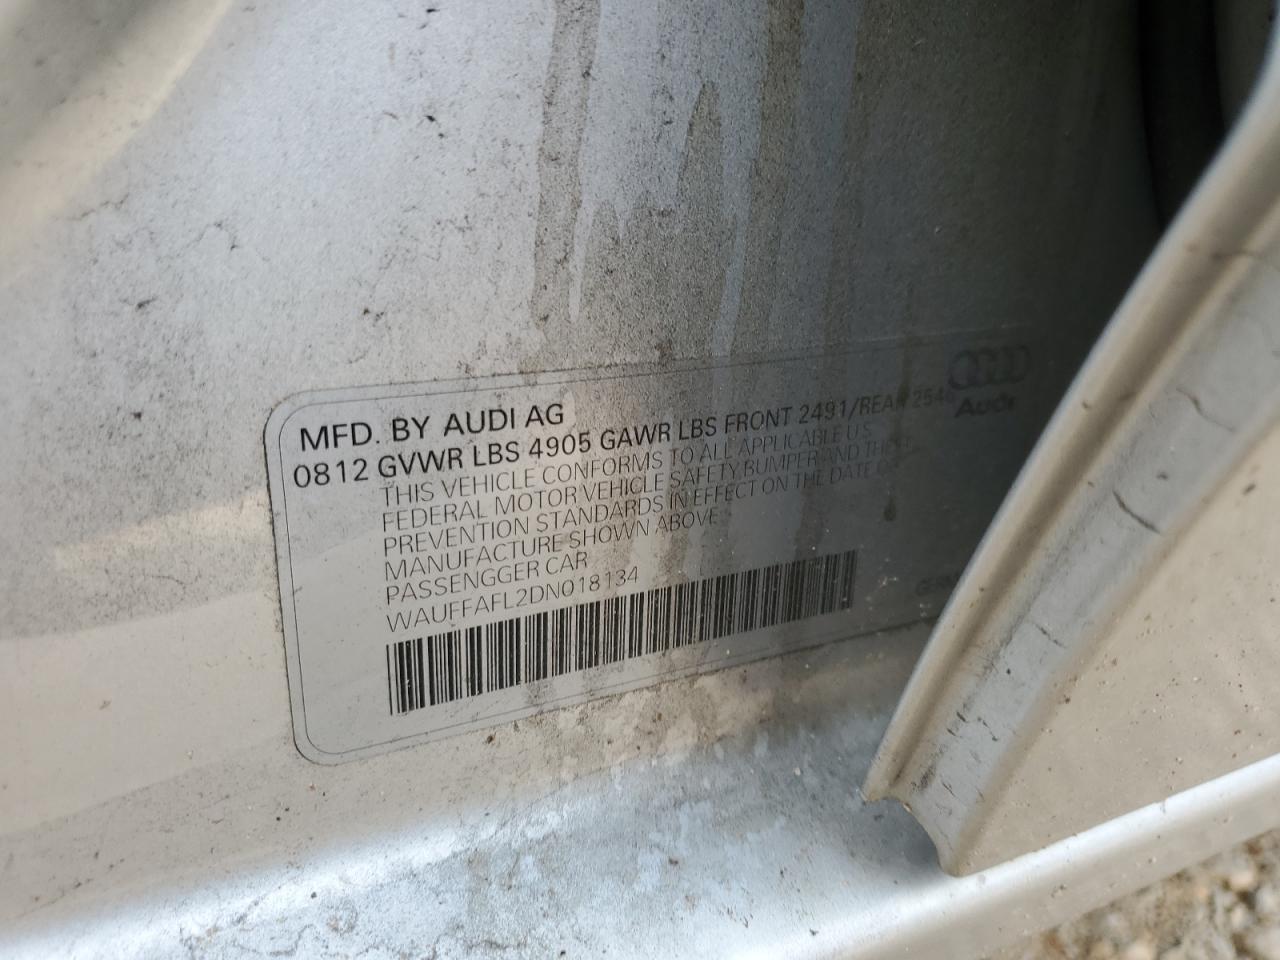 MFD. BY AUDI AG
0812 GVWR LBS 4905 GAWR LBS FRONT 2491/REAR 2546
Audi
THIS VEHICLE CONFORMS TO ALL APPLICABLE U.S.
FEDERAL MOTOR VEHICLE SAFETY BUMPER AND THEFT
PREVENTION STANDARDS IN EFFECT ON THE DATE OF
MANUFACTURE SHOWN ABOVE
PASSENGGER CAR
WAUFFAFL2DN018134